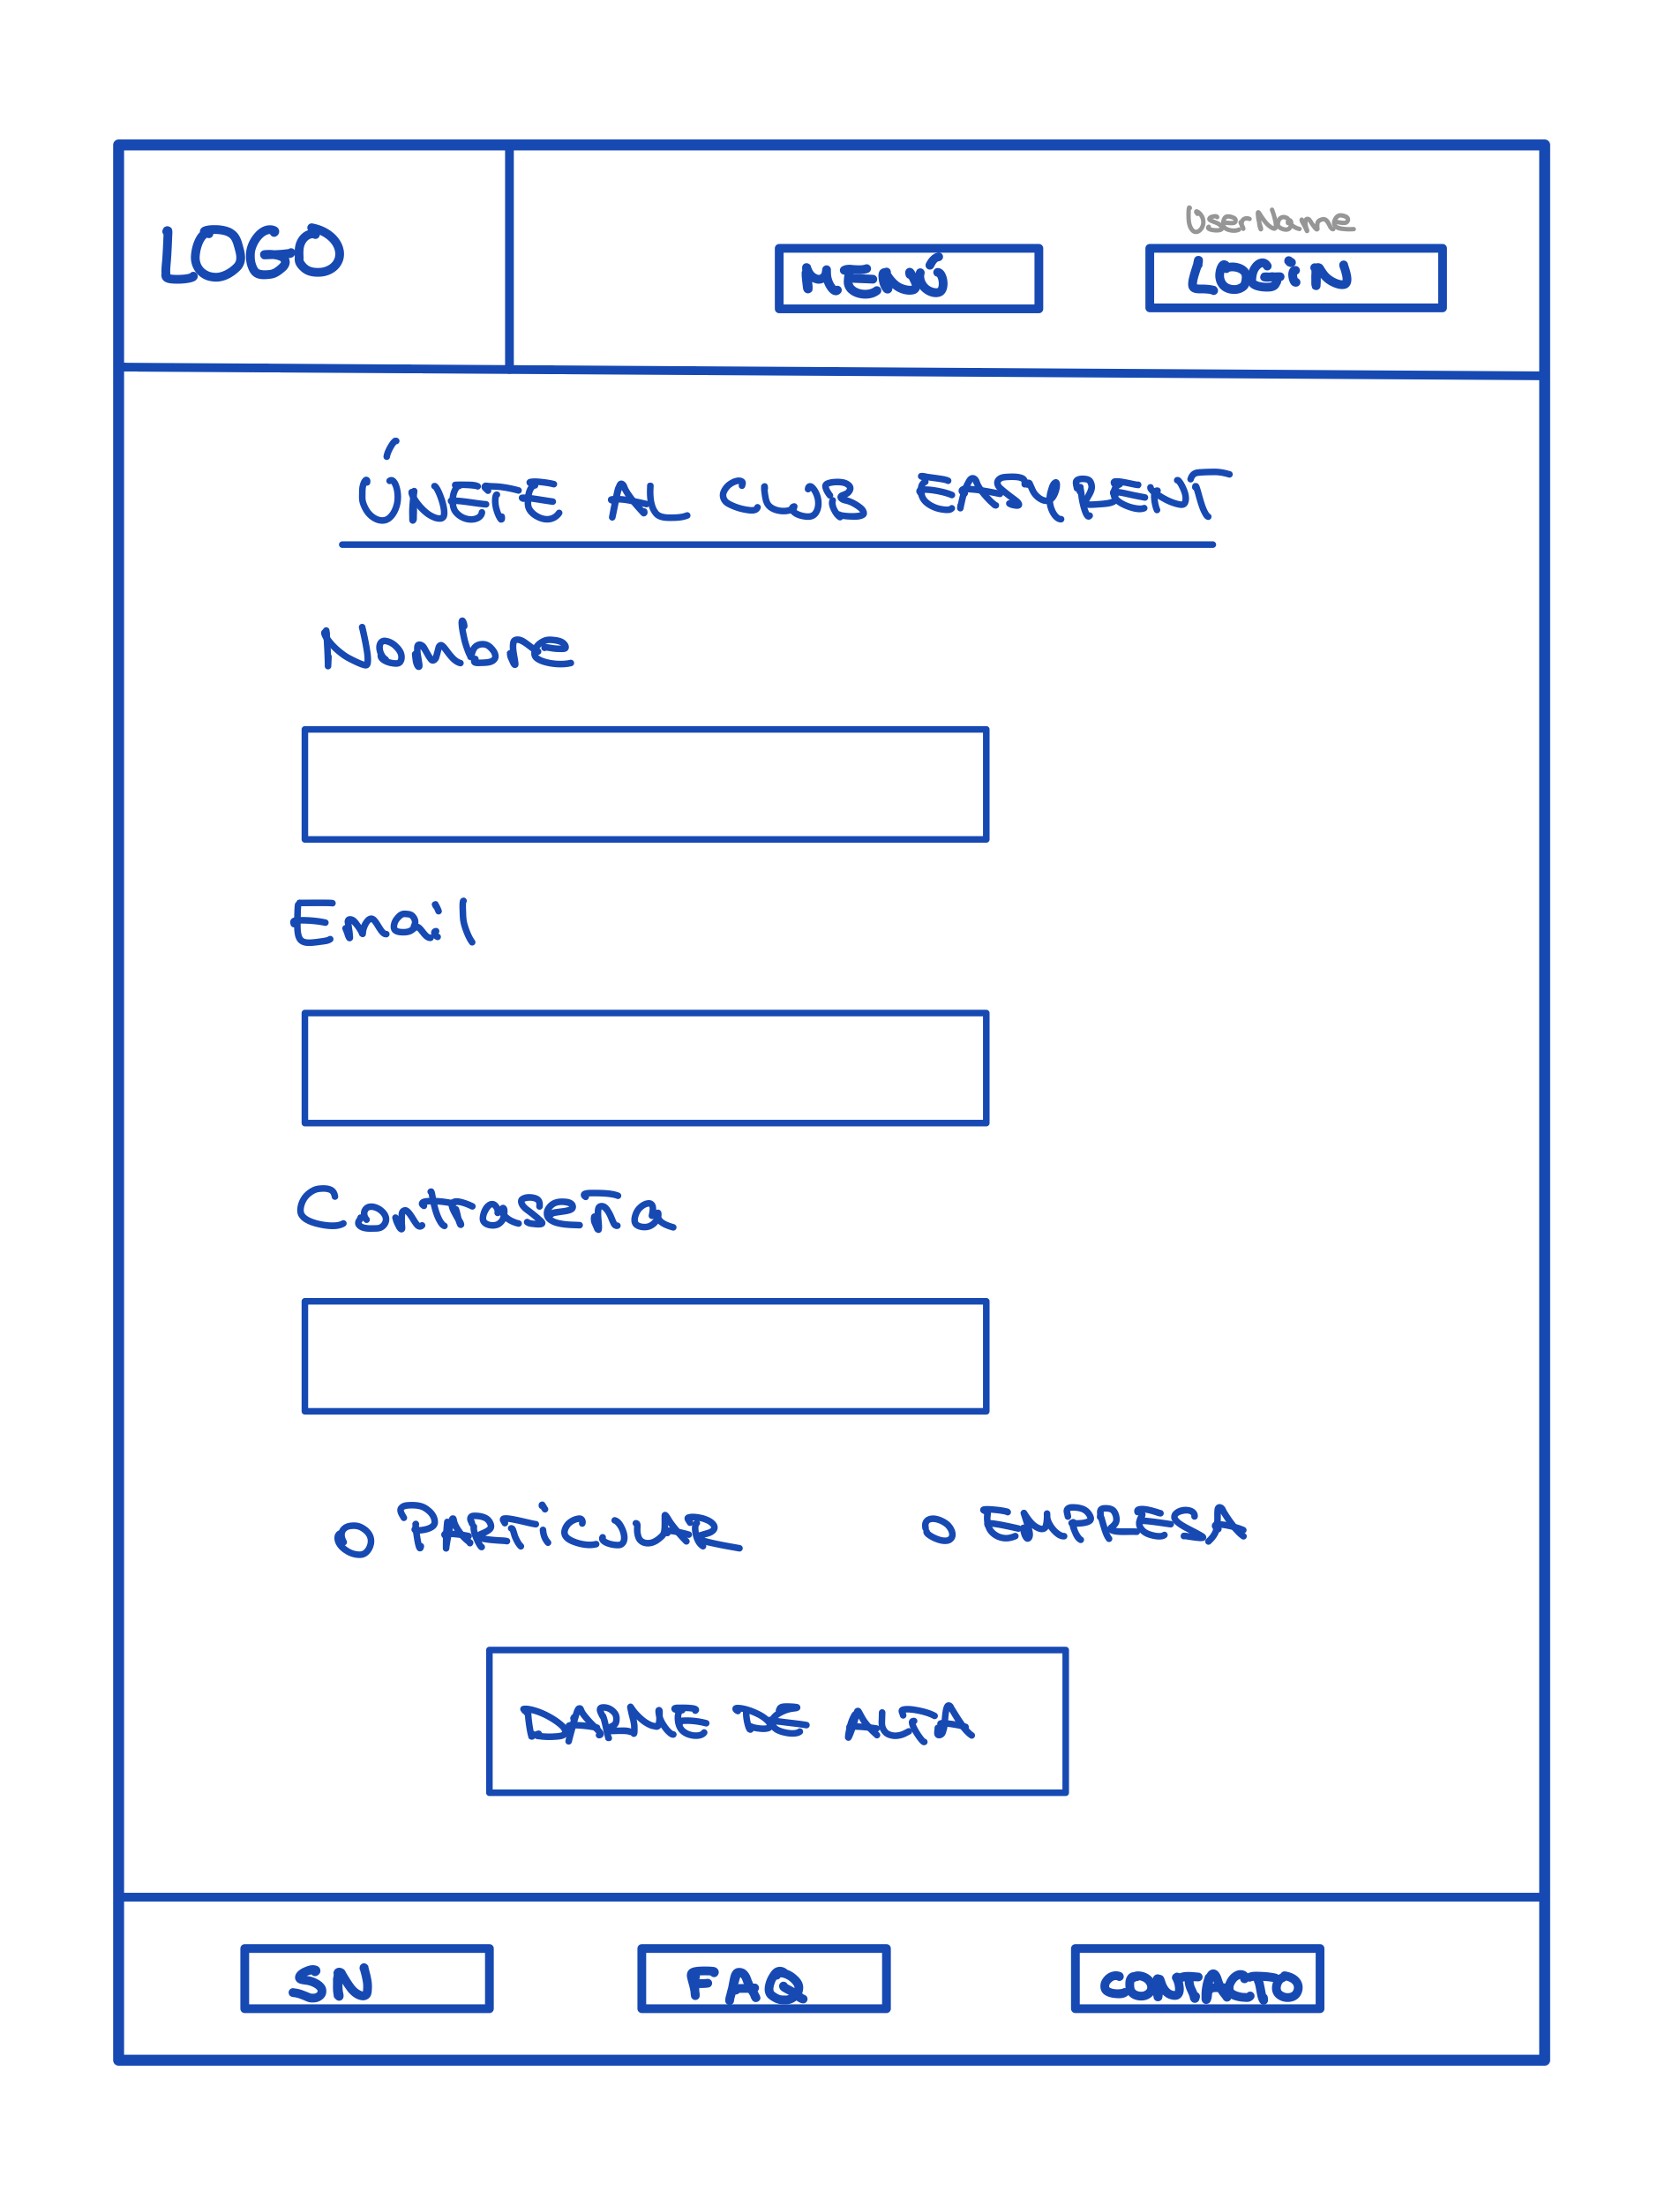 LOGO
UserName
MENÚ
LOGiN
ÚNETE AL CLUB EASYRENT
Nombre
Email
Contraseña
PARTiCULAR
EMPRESA
DARME DE ALTA
SN
FAQ
CONTACTO